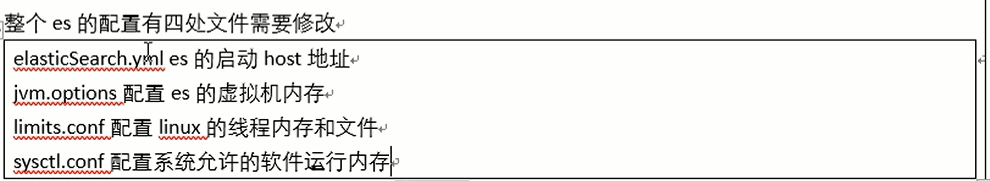 整个 es 的配置有四处文件需要修改
elasticSearch.yml es 的启动 host 地址
jvm.options 配置 es 的虚拟机内存
limits.conf 配置 linux 的线程内存和文件
sysctl.conf 配置系统允许的软件运行内存